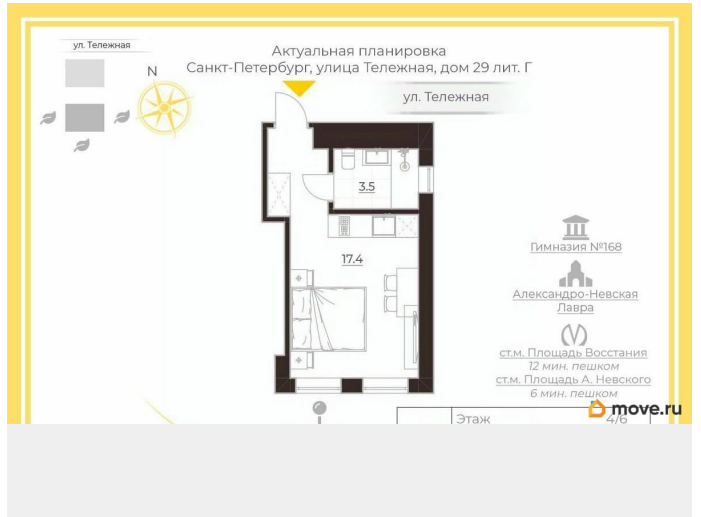 ул. Тележная
N
Актуальная планировка
Санкт-Петербург, улица Тележная, дом 29 лит. Г
ул. Тележная
3.5
17.4
Гимназия №168
Александро-Невская
Лавра
ст.м. Площадь Восстания
12 мин. пешком
ст.м. Площадь А. Невского
6 мин. пешком
move.ru
Этаж 4/6